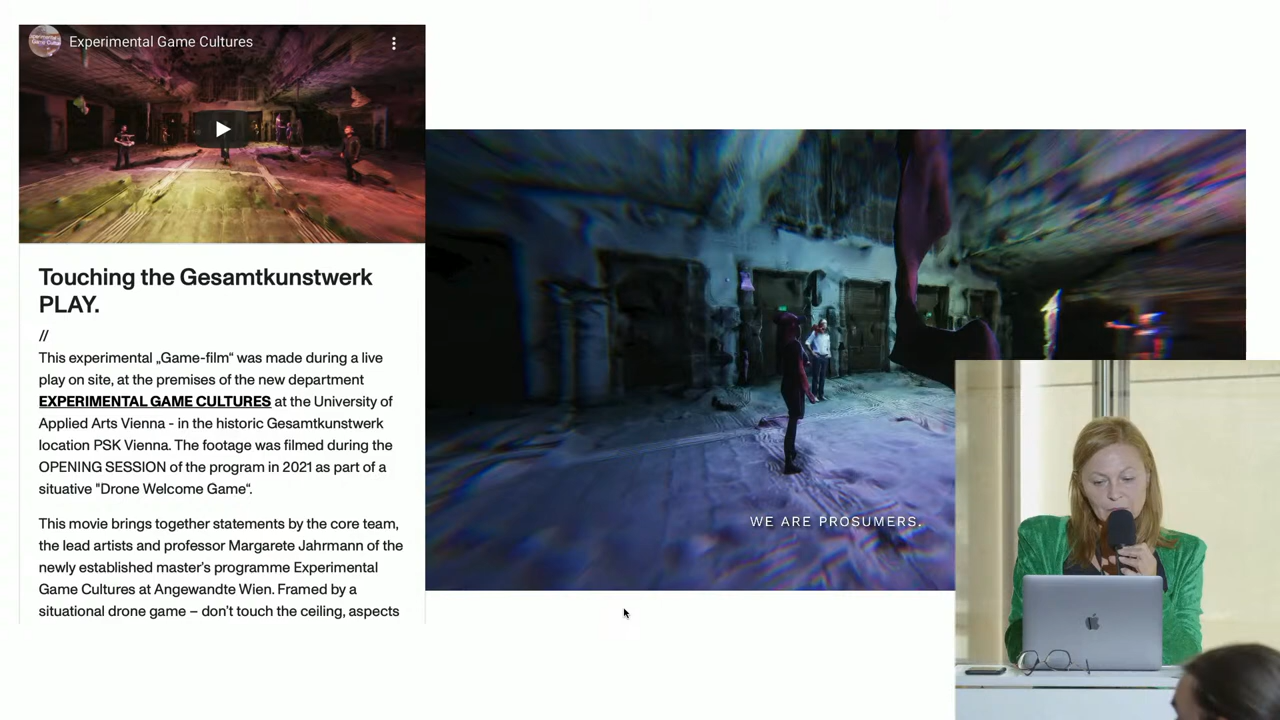 Experimental Game Cultures
Touching the Gesamtkunstwerk
PLAY.
//
This experimental „Game-film“ was made during a live
play on site, at the premises of the new department
EXPERIMENTAL GAME CULTURES at the University of
Applied Arts Vienna - in the historic Gesamtkunstwerk
location PSK Vienna. The footage was filmed during the
OPENING SESSION of the program in 2021 as part of a
situative "Drone Welcome Game“.
This movie brings together statements by the core team,
the lead artists and professor Margarete Jahrmann of the
newly established master's programme Experimental
Game Cultures at Angewandte Wien. Framed by a
situational drone game – don't touch the ceiling, aspects
WE ARE PROSUMERS.